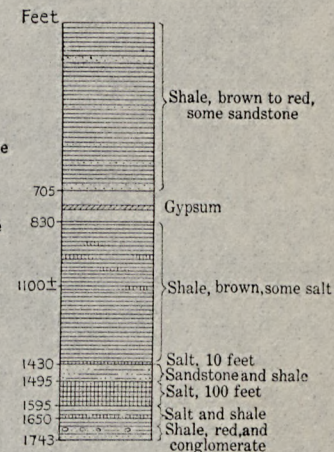 Feet
Shale, brown to red,
some sandstone
e
705
Gypsum
830
e
1100±
Shale, brown, some salt
1430
Salt, 10 feet
Sandstone and shale
1495
Salt, 100 feet
1595
Salt and shale
1650
Shale, red, and
conglomerate
1743